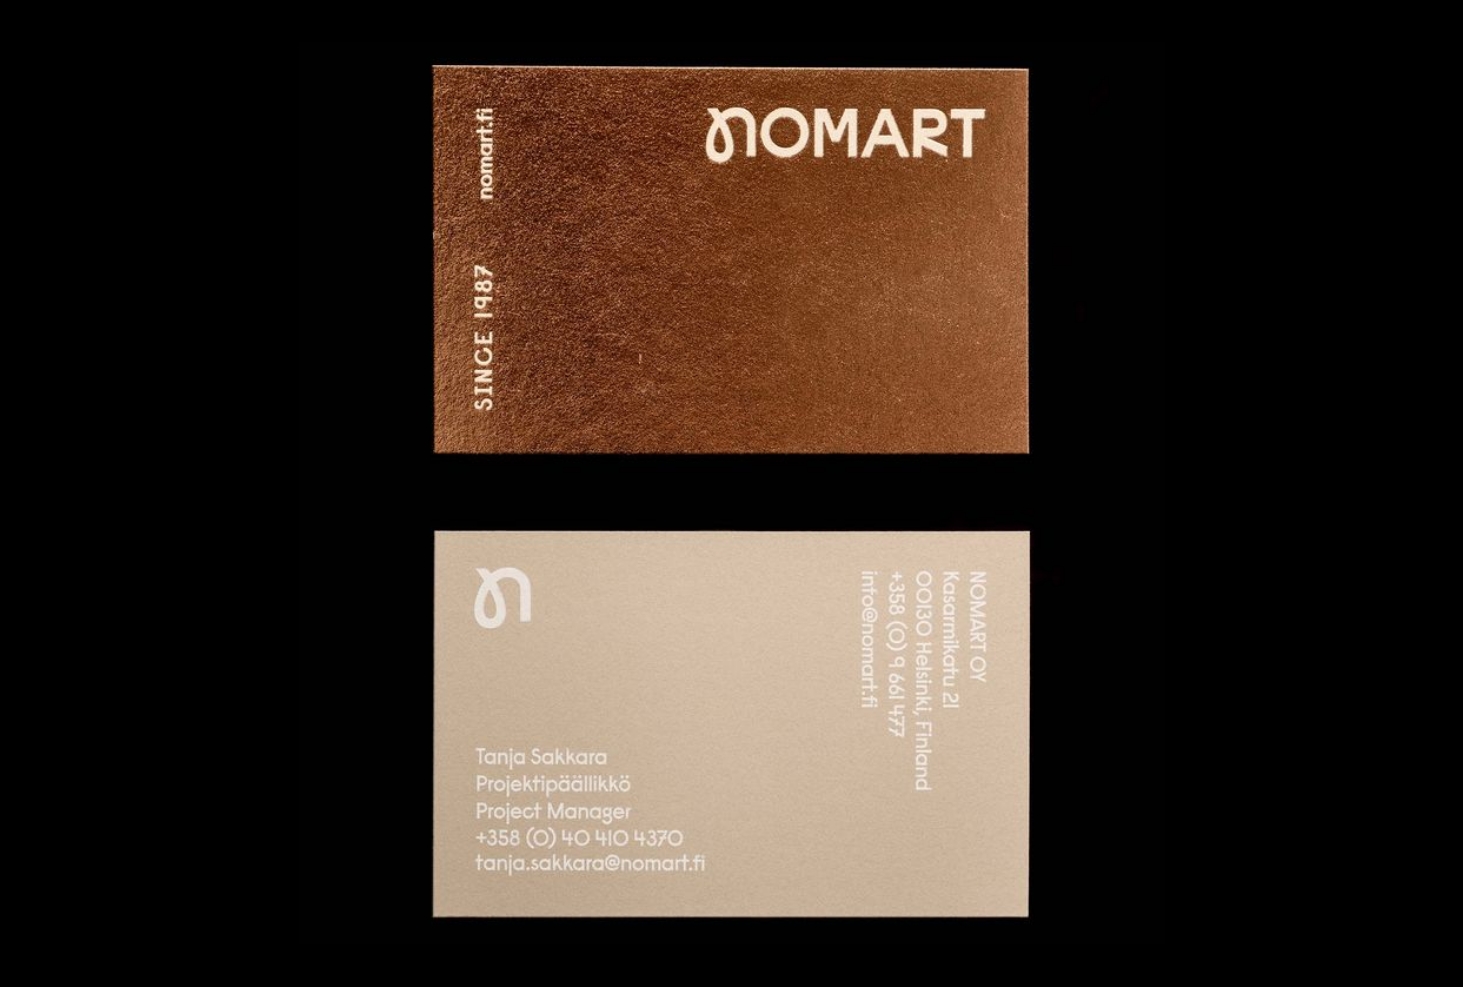 nomart.fi
SINCE 1987
NOMART
NOMART OY
Kasarmikatu 21
00130 Helsinki, Finland
+358 (0) 9 661 477
info@nomart.fi
n
Tanja Sakkara
Projektipäällikkö
Project Manager
+358 (0) 40 410 4370
tanja.sakkara@nomart.fi